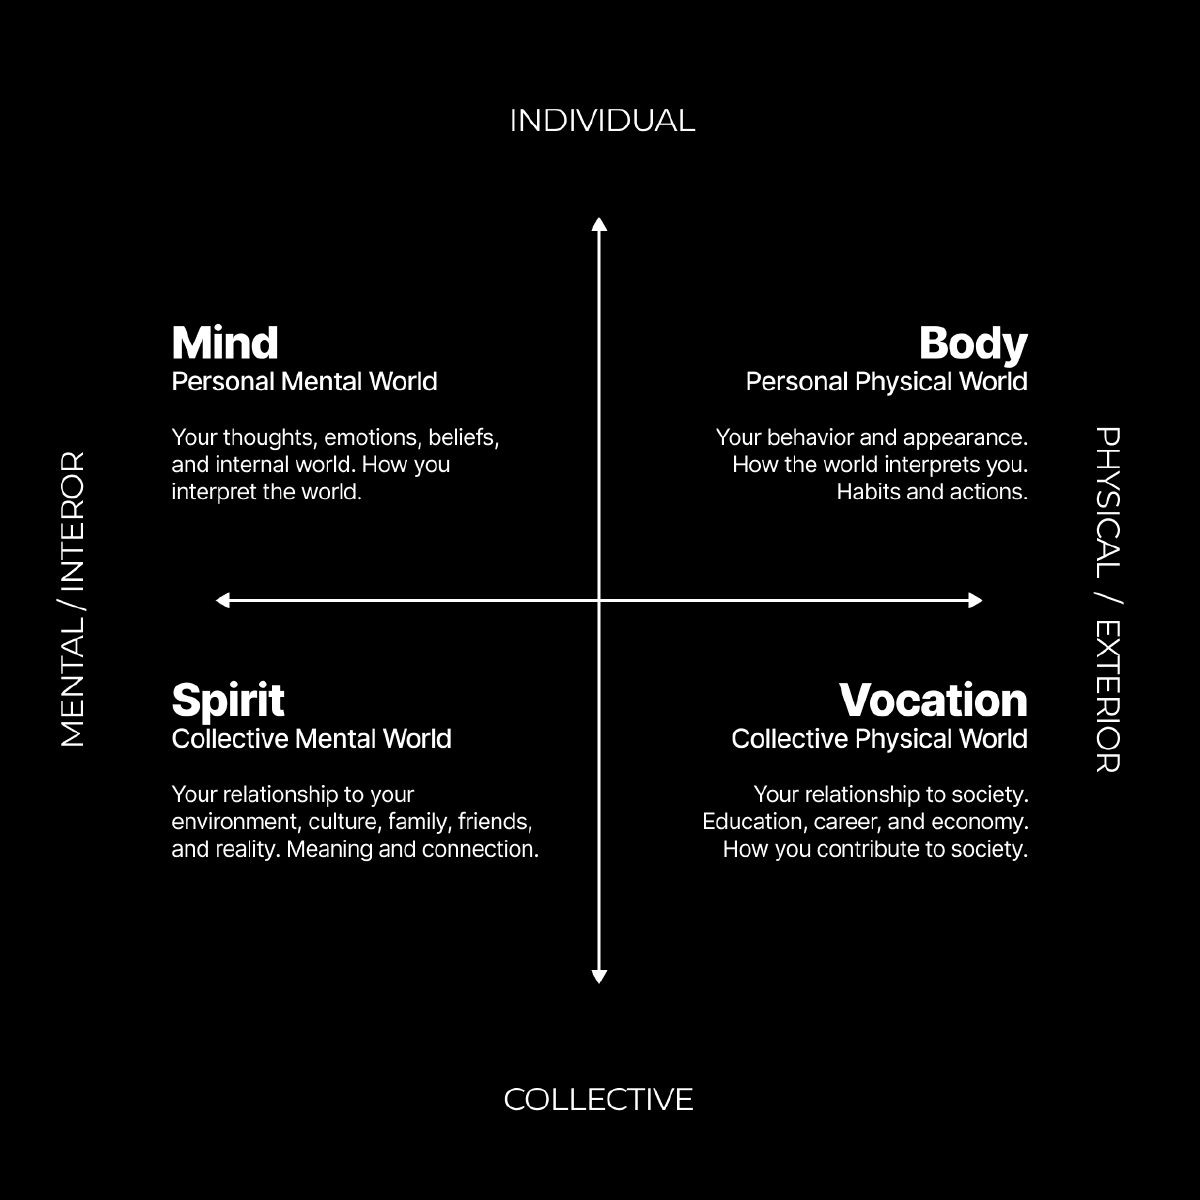 INDIVIDUAL
Mind
Personal Mental World
Your thoughts, emotions, beliefs,
and internal world. How you
interpret the world.
Body
Personal Physical World
Your behavior and appearance.
How the world interprets you.
Habits and actions.
MENTAL / INTEROR
PHYSICAL / EXTERIOR
Spirit
Collective Mental World
Your relationship to your
environment, culture, family, friends,
and reality. Meaning and connection.
Vocation
Collective Physical World
Your relationship to society.
Education, career, and economy.
How you contribute to society.
COLLECTIVE